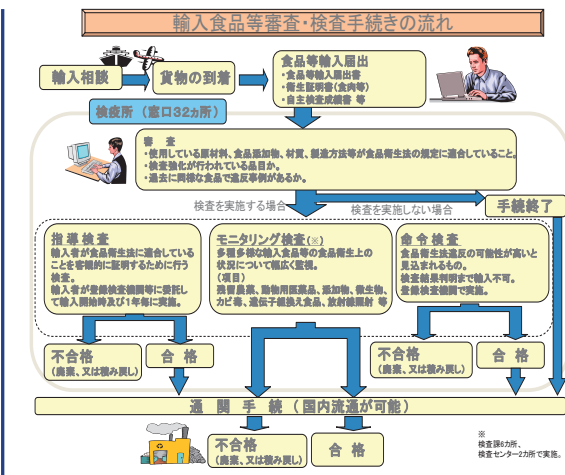 輸入食品等審査・検査手続きの流れ
輸入相談
貨物の到着
食品等輸入届出
・食品等輸入届出書
・衛生証明書(食肉等)
・自主検査成績書 等
検疫所 (窓口32ヵ所)
審 査
・使用している原材料、食品添加物、材質、製造方法等が食品衛生法の規定に適合していること。
・検査強化が行われている品目か。
・過去に同様な食品で違反事例があるか。
検査を実施する場合
検査を実施しない場合
手続終了
指導検査
輸入者が食品衛生法に適合している
ことを客観的に証明するために行う
検査。
輸入者が登録検査機関等に委託し
て輸入開始時及び1年毎に実施。
モニタリング検査(※)
多種多様な輸入食品等の食品衛生上の
状況について幅広く監視。
(項目)
残留農薬、動物用医薬品、添加物、微生物、
カビ毒、遺伝子組換え食品、放射線照射 等
命令検査
食品衛生法違反の可能性が高いと
見込まれるもの。
検査結果判明まで輸入不可。
登録検査機関で実施。
不合格
(廃棄、又は積み戻し)
合 格
不合格
(廃棄、又は積み戻し)
合 格
通 関 手 続 (国内流通が可能)
不合格
(廃棄、又は積み戻し)
合 格
※
検査課6カ所、
検査センター2カ所で実施。